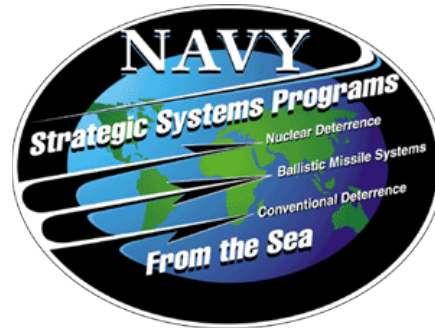 NAVY
Strategic Systems Programs
Nuclear Deterrence
Ballistic Missile Systems
Conventional Deterrence
From the Sea